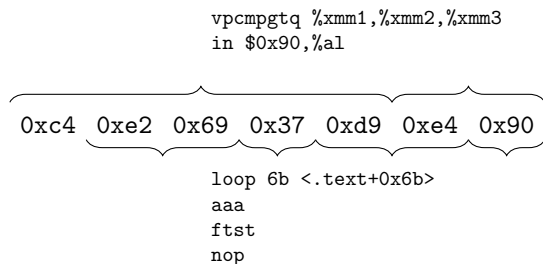 vpcmpgtq %xmm1,%xmm2,%xmm3
in $0x90,%al
0xc4 0xe2 0x69 0x37 0xd9 0xe4 0x90
loop 6b <.text+0x6b>
aaa
ftst
nop